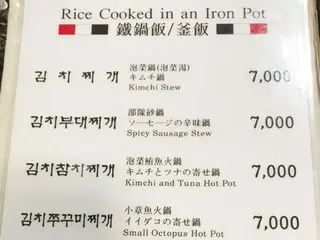 Rice Cooked in an Iron Pot
鐵鍋飯/釜飯
김치찌개
泡菜鍋(泡菜湯)
キムチ鍋
Kimchi Stew
7,000
김치부대찌개
部隊砂鍋
ソーセージの辛味鍋
Spicy Sausage Stew
7,000
김치참치찌개
泡菜鮪魚火鍋
キムチとツナの寄せ鍋
Kimchi and Tuna Hot Pot
7,000
김치쭈꾸미찌개
小章魚火鍋
イイダコの寄せ鍋
Small Octopus Hot Pot
7,000